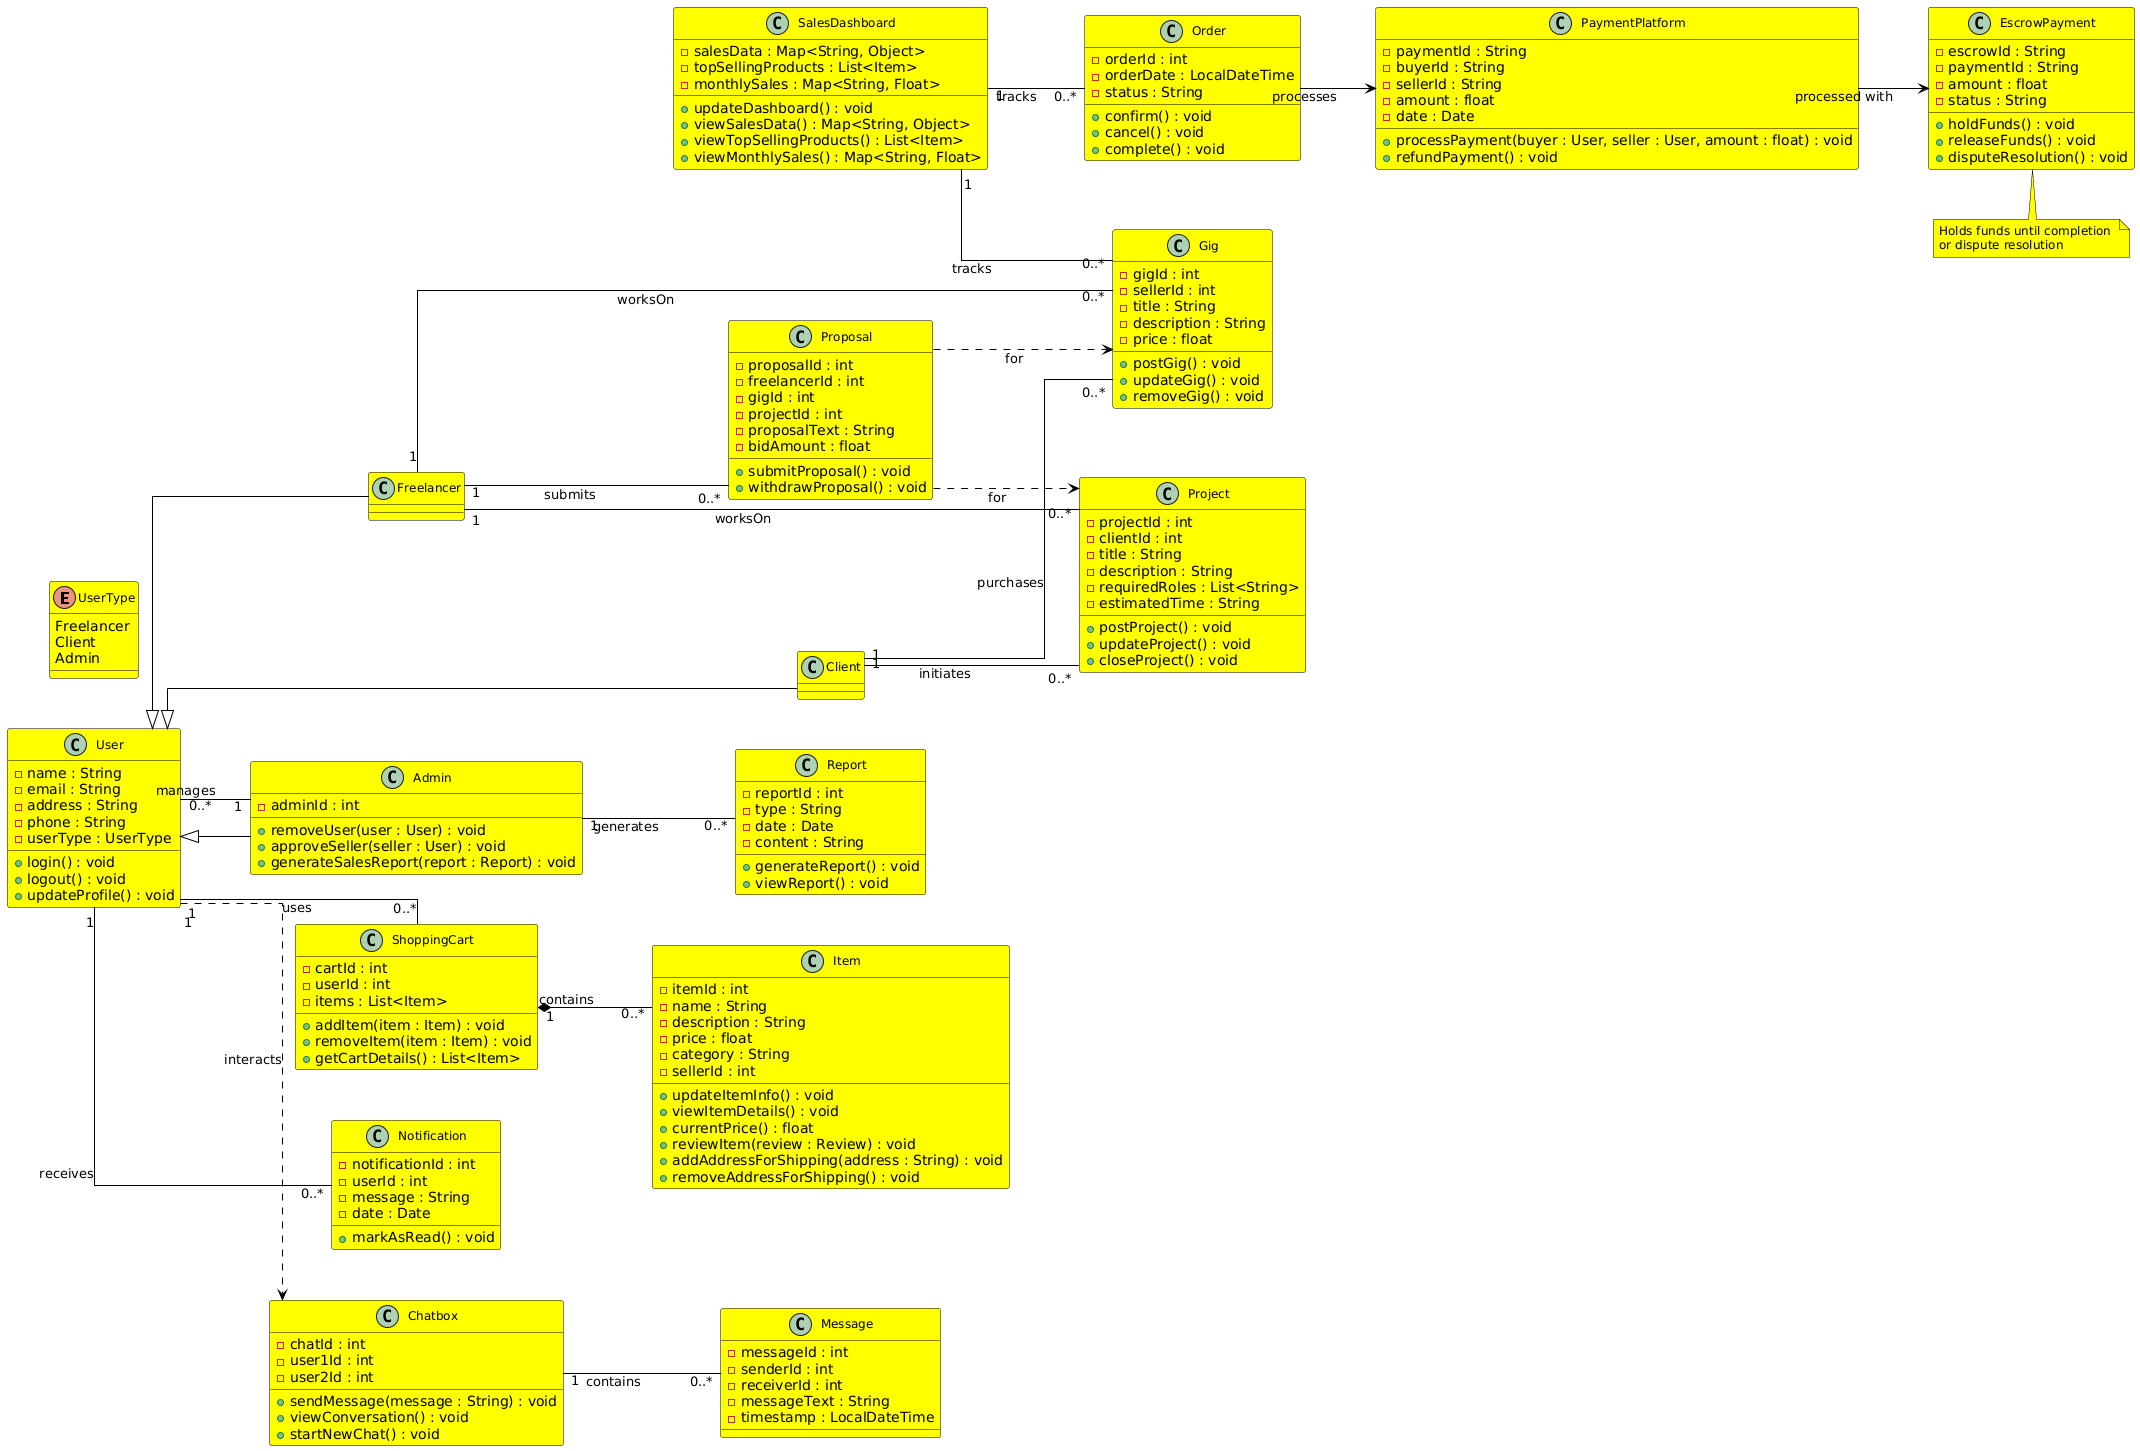 C SalesDashboard
salesData : Map<String, Object>
topSellingProducts : List<Item>
monthlySales : Map<String, Float>
updateDashboard() : void
viewSalesData() : Map<String, Object>
viewTopSellingProducts() : List<Item>
viewMonthlySales() : Map<String, Float>
1
tracks
0..*
C Order
orderId : int
orderDate : LocalDateTime
status : String
confirm() : void
cancel() : void
complete() : void
processes
C PaymentPlatform
paymentId : String
buyerId : String
sellerId : String
amount : float
date : Date
processPayment(buyer : User, seller : User, amount : float) : void
refundPayment() : void
processed with
C EscrowPayment
escrowId : String
paymentId : String
amount : float
status : String
holdFunds() : void
releaseFunds() : void
disputeResolution() : void
Holds funds until completion
or dispute resolution
1
tracks
0..*
C Gig
gigId : int
sellerId : int
title : String
description : String
price : float
postGig() : void
updateGig() : void
removeGig() : void
worksOn
0..*
1
C Proposal
proposalId : int
freelancerId : int
gigId : int
projectId : int
proposalText : String
bidAmount : float
submitProposal() : void
withdrawProposal() : void
for
0..*
for
C Freelancer
1
submits
0..*
1
worksOn
0..*
C Project
projectId : int
clientId : int
title : String
description : String
requiredRoles : List<String>
estimatedTime : String
postProject() : void
updateProject() : void
closeProject() : void
purchases
E UserType
Freelancer
Client
Admin
C Client
1
1
initiates
0..*
C User
name : String
email : String
address : String
phone : String
userType : UserType
login() : void
logout() : void
updateProfile() : void
manages
0..*
1
C Admin
adminId : int
removeUser(user : User) : void
approveSeller(seller : User) : void
generateSalesReport(report : Report) : void
1
generates
0..*
C Report
reportId : int
type : String
date : Date
content : String
generateReport() : void
viewReport() : void
1
1
1
uses
0..*
C ShoppingCart
cartId : int
userId : int
items : List<Item>
addItem(item : Item) : void
removeItem(item : Item) : void
getCartDetails() : List<Item>
contains
1
0..*
C Item
itemId : int
name : String
description : String
price : float
category : String
sellerId : int
updateItemInfo() : void
viewItemDetails() : void
currentPrice() : float
reviewItem(review : Review) : void
addAddressForShipping(address : String) : void
removeAddressForShipping() : void
interacts
receives
0..*
C Notification
notificationId : int
userId : int
message : String
date : Date
markAsRead() : void
C Chatbox
chatId : int
user1Id : int
user2Id : int
sendMessage(message : String) : void
viewConversation() : void
startNewChat() : void
1
contains
0..*
C Message
messageId : int
senderId : int
receiverId : int
messageText : String
timestamp : LocalDateTime